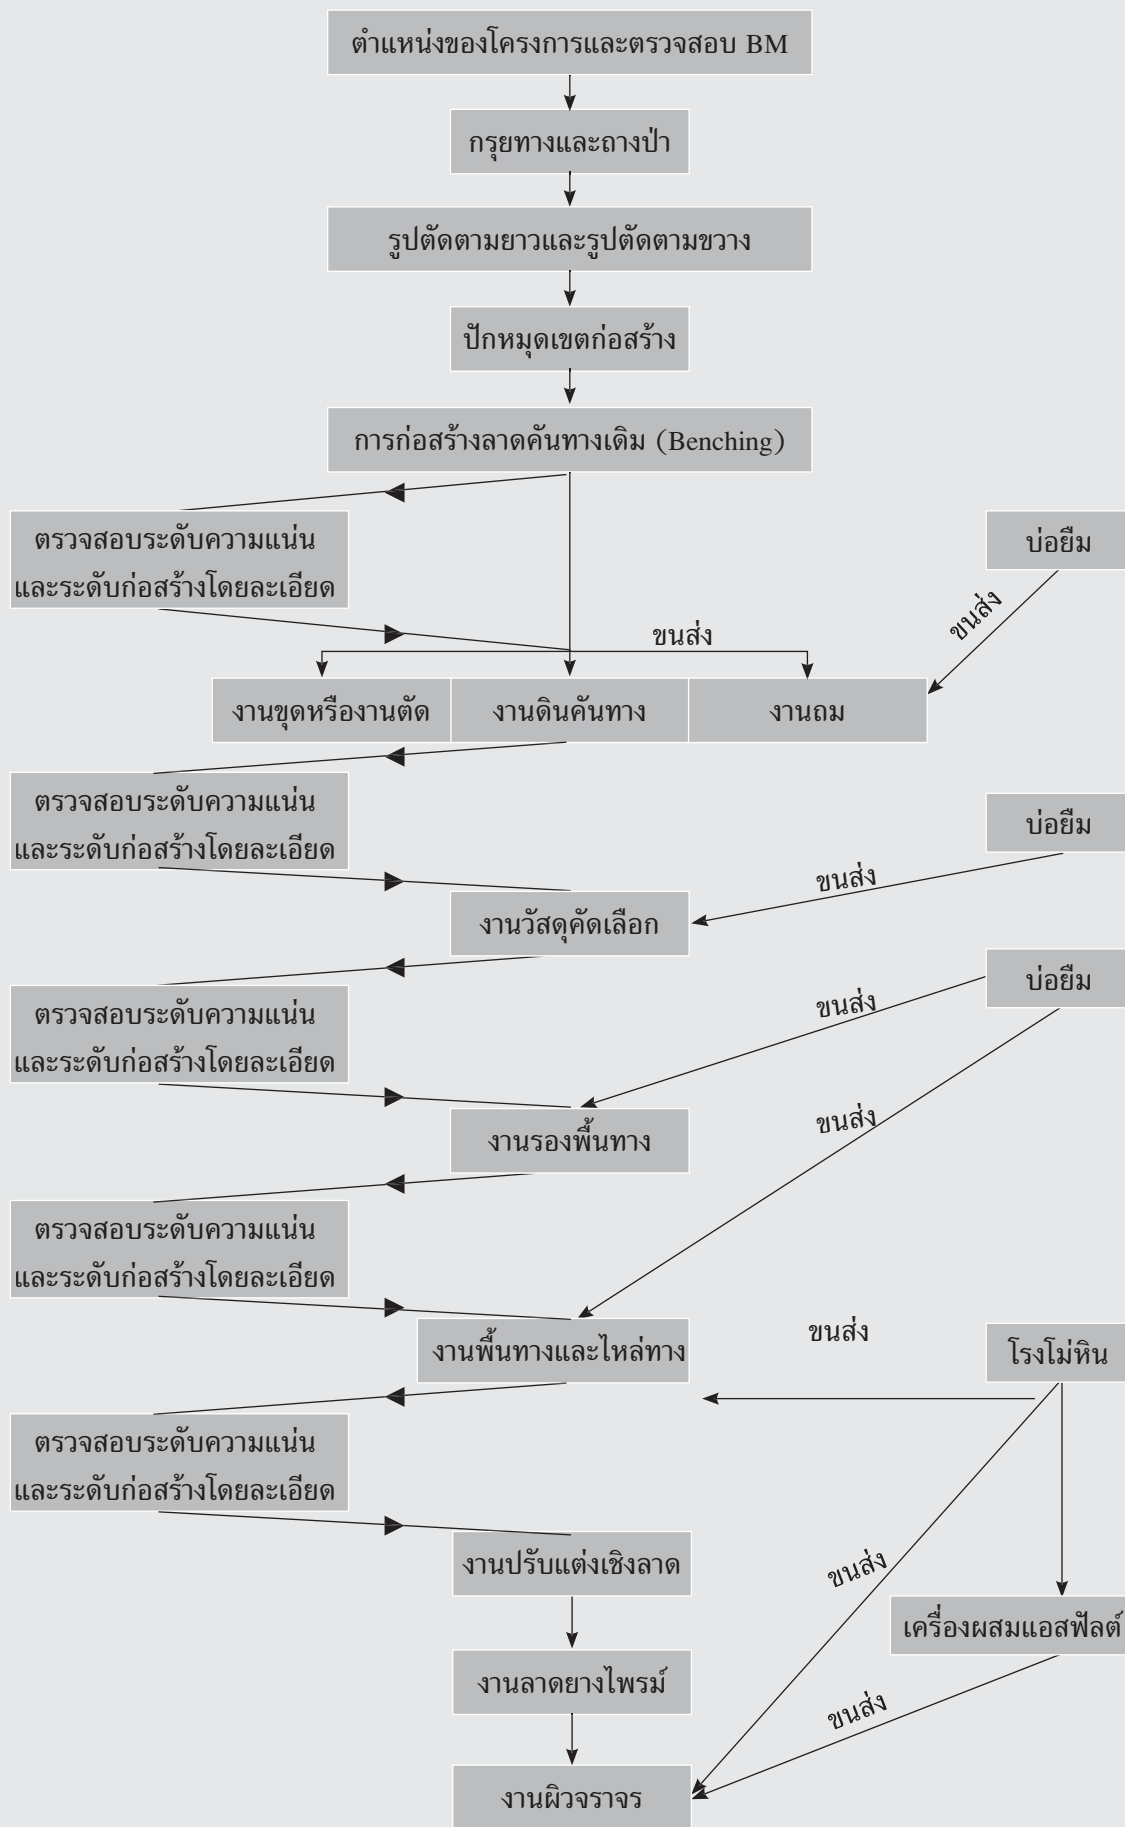 ตำแหน่งของโครงการและตรวจสอบ BM
กรุยทางและถางป่า
รูปตัดตามยาวและรูปตัดตามขวาง
ปักหมุดเขตก่อสร้าง
การก่อสร้างลาดคันทางเดิม (Benching)
ตรวจสอบระดับความแน่น
และระดับก่อสร้างโดยละเอียด
บ่อยืม
ขนส่ง
ขนส่ง
งานขุดหรืองานตัด
งานดินคันทาง
งานถม
ตรวจสอบระดับความแน่น
และระดับก่อสร้างโดยละเอียด
บ่อยืม
ขนส่ง
งานวัสดุคัดเลือก
บ่อยืม
ขนส่ง
ตรวจสอบระดับความแน่น
และระดับก่อสร้างโดยละเอียด
ขนส่ง
งานรองพื้นทาง
ตรวจสอบระดับความแน่น
และระดับก่อสร้างโดยละเอียด
ขนส่ง
งานพื้นทางและไหล่ทาง
โรงโม่หิน
ตรวจสอบระดับความแน่น
และระดับก่อสร้างโดยละเอียด
งานปรับแต่งเชิงลาด
ขนส่ง
เครื่องผสมแอสฟัลต์
งานลาดยางไพรม์
ขนส่ง
งานผิวจราจร